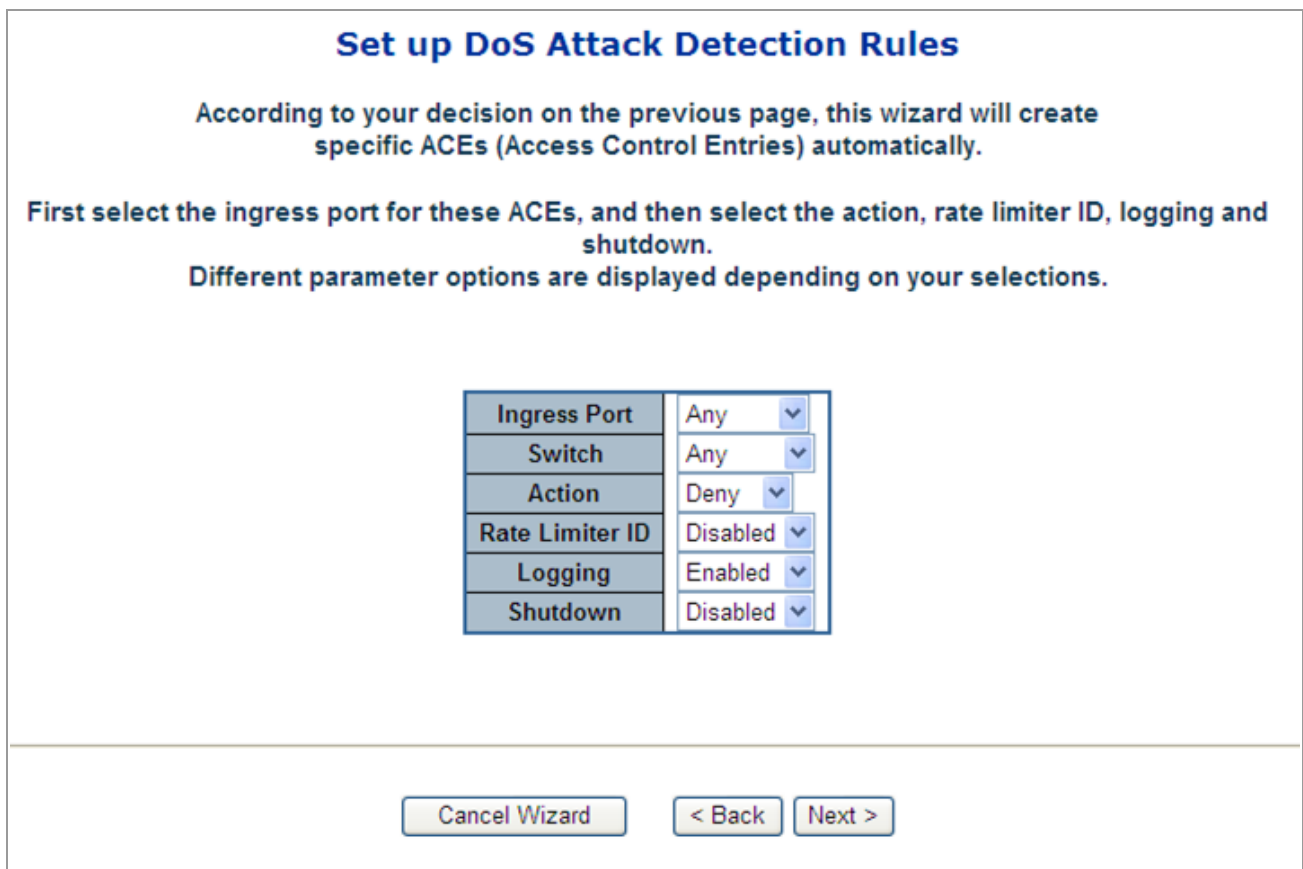 Set up DoS Attack Detection Rules
According to your decision on the previous page, this wizard will create
specific ACEs (Access Control Entries) automatically.
First select the ingress port for these ACEs, and then select the action, rate limiter ID, logging and
shutdown.
Different parameter options are displayed depending on your selections.
Ingress Port Any
Switch Any
Action Deny
Rate Limiter ID Disabled
Logging Enabled
Shutdown Disabled
Cancel Wizard < Back Next >